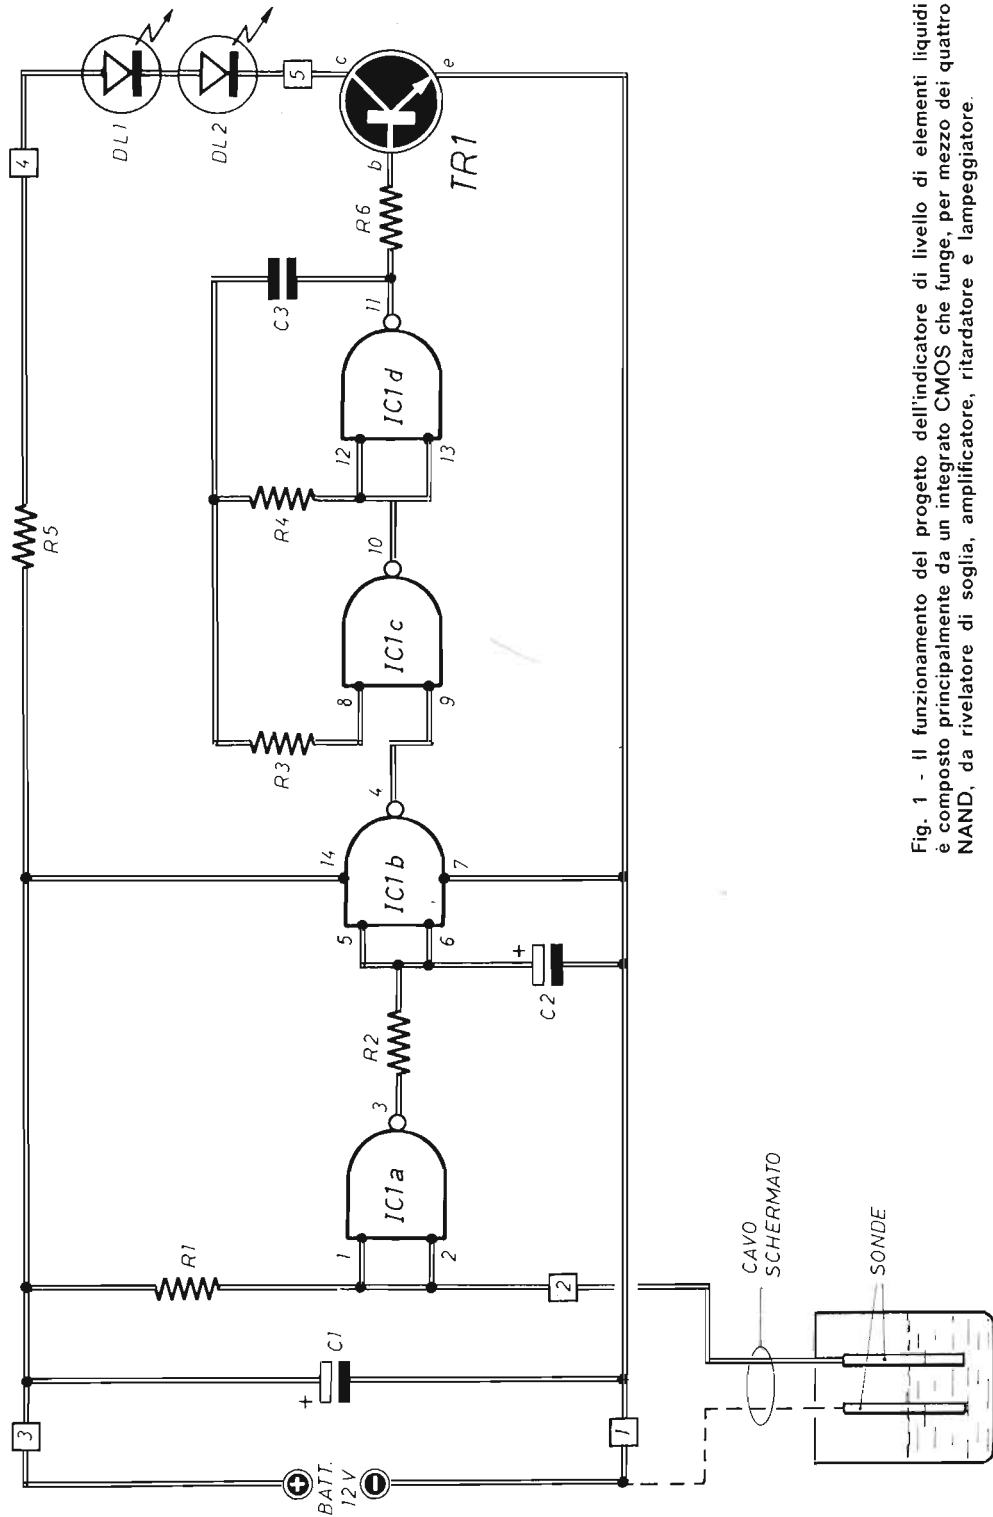 3
BATT.
12 V
1
+
C1
R1
1
2
3
IC1a
2
CAVO
SCHERMATO
SONDE
R2
5
6
14
7
4
IC1b
+
C2
R3
8
9
10
IC1c
R4
12
13
11
IC1d
C3
R5
R6
4
DL1
DL2
5
c
b
e
TR1
Fig. 1 - Il funzionamento del progetto dell'indicatore di livello di elementi liquidi
è composto principalmente da un integrato CMOS che funge, per mezzo dei quattro
NAND, da rivelatore di soglia, amplificatore, ritardatore e lampeggiatore.